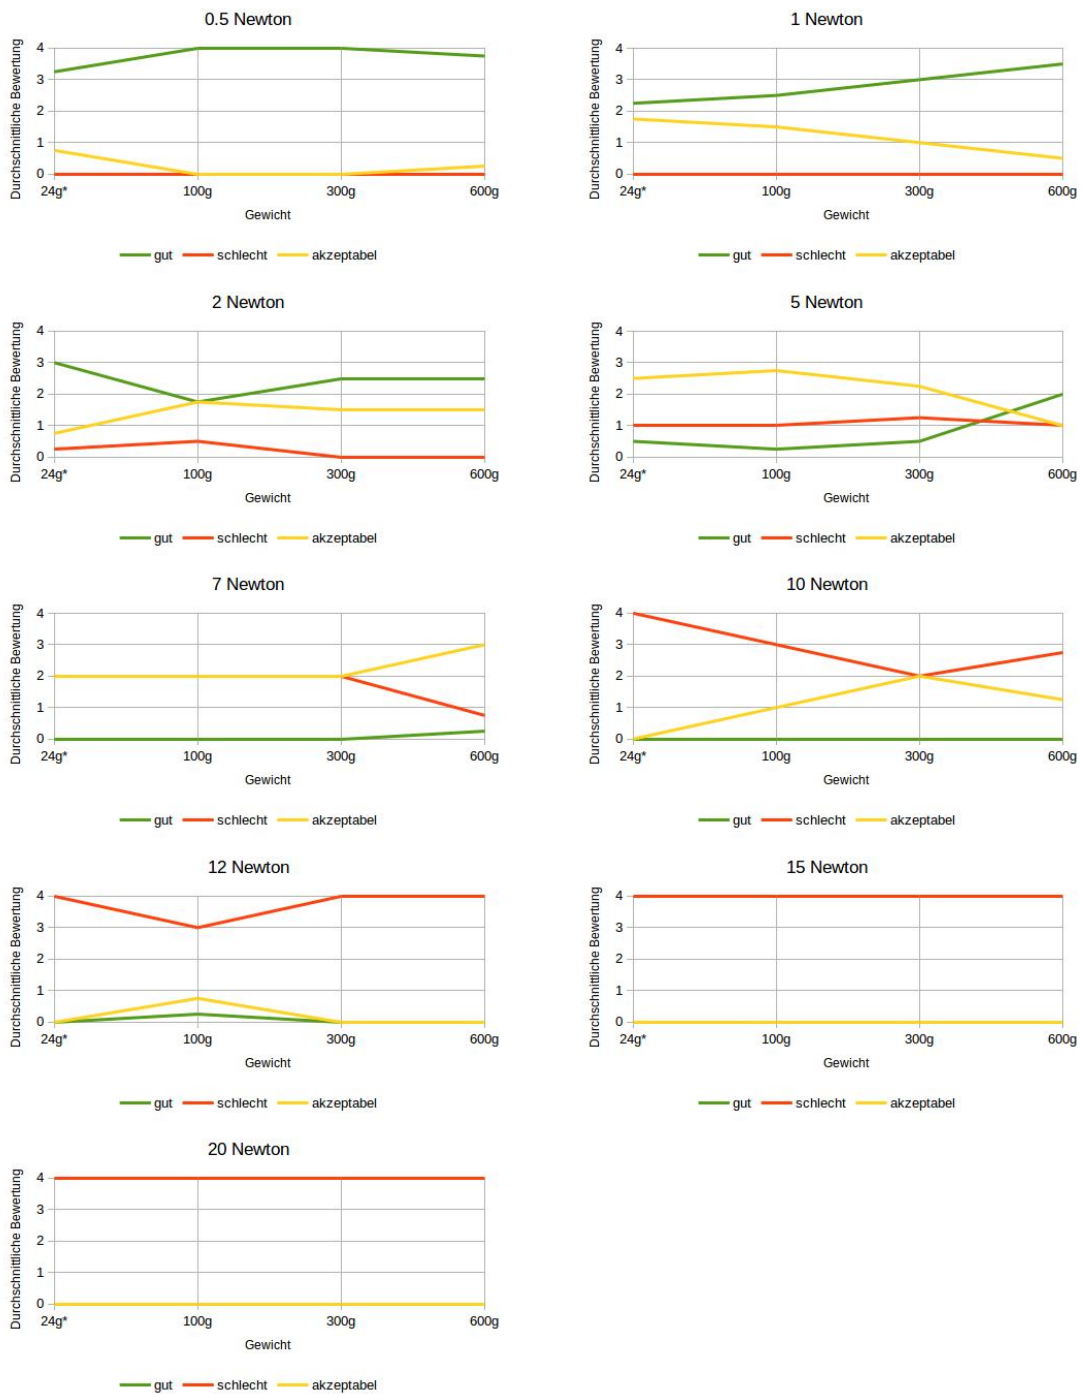 0.5 Newton
Durchschnittliche Bewertung
4
3
2
1
0
24g* 100g 300g 600g
Gewicht
gut schlecht akzeptabel
1 Newton
Durchschnittliche Bewertung
4
3
2
1
0
24g* 100g 300g 600g
Gewicht
gut schlecht akzeptabel
2 Newton
Durchschnittliche Bewertung
4
3
2
1
0
24g* 100g 300g 600g
Gewicht
gut schlecht akzeptabel
5 Newton
Durchschnittliche Bewertung
4
3
2
1
0
24g* 100g 300g 600g
Gewicht
gut schlecht akzeptabel
7 Newton
Durchschnittliche Bewertung
4
3
2
1
0
24g* 100g 300g 600g
Gewicht
gut schlecht akzeptabel
10 Newton
Durchschnittliche Bewertung
4
3
2
1
0
24g* 100g 300g 600g
Gewicht
gut schlecht akzeptabel
12 Newton
Durchschnittliche Bewertung
4
3
2
1
0
24g* 100g 300g 600g
Gewicht
gut schlecht akzeptabel
15 Newton
Durchschnittliche Bewertung
4
3
2
1
0
24g* 100g 300g 600g
Gewicht
gut schlecht akzeptabel
20 Newton
Durchschnittliche Bewertung
4
3
2
1
0
24g* 100g 300g 600g
Gewicht
gut schlecht akzeptabel